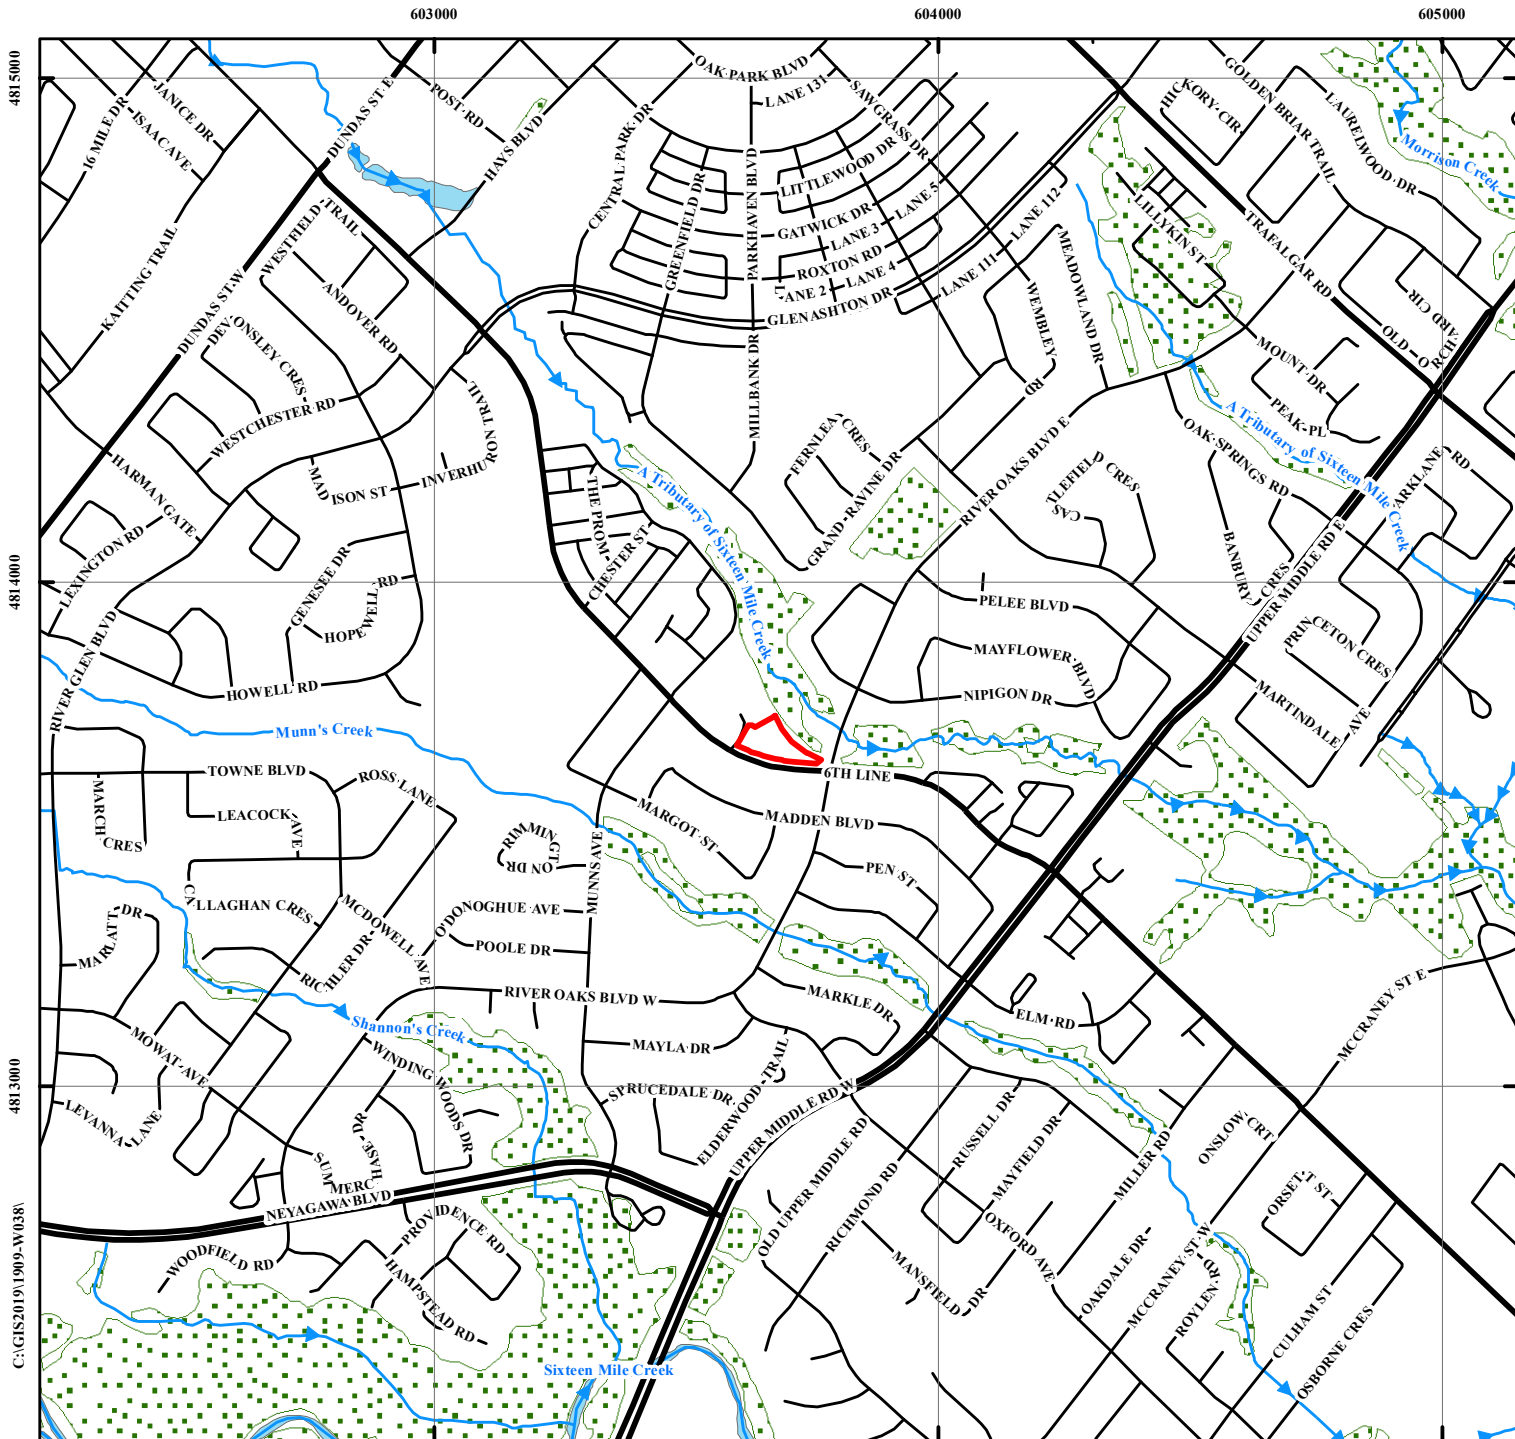 603000
604000
605000
4815000
4814000
4813000
C:\GIS2019\1909-W038\
OAK PARK BLVD
LANE 131
SAWGRASS DR
POST RD
DUNDAS ST E
HAYS BLVD
JANICE DR
ISAAC AVE
16 MILE DR
CENTRAL PARK DR
GREENFIELD DR
PARKHAVEN BLVD
LITTLEWOOD DR
GATWICK DR
LANE 5
LANE 3
ROXTON RD
LANE 4
LANE 2
GLENASHTON DR
LANE 112
LANE 111
HICKORY CIR
GOLDEN BRIAR TRAIL
LAURELWOOD DR
Morrison Creek
LILLYKIN ST
TRAFALGAR RD
MEADOWLAND DR
WEMBLEY RD
KAITTING TRAIL
WESTFIELD TRAIL
ANDOVER RD
DUNDAS ST W
DEVONSLEY CRES
WESTCHESTER RD
MILLBANK DR
OLD ORCHARD CIR
MOUNT DR
PEAK PL
A Tributary of Sixteen Mile Creek
OAK SPRINGS RD
PARKLANE RD
HARMAN GATE
MADISON ST
INVERHURON TRAIL
FERNLEA CRES
GRAND RAVINE DR
RIVER OAKS BLVD E
CASTLEFIELD CRES
THE PROM
CHESTER ST
A Tributary of Sixteen Mile Creek
LEXINGTON RD
GENESEE DR
HOPEWELL RD
BANBURY CRES
UPPER MIDDLE RD E
PRINCETON CRES
PELEE BLVD
MAYFLOWER BLVD
NIPIGON DR
MARTINDALE AVE
RIVER GLEN BLVD
HOWELL RD
Munn's Creek
TOWNE BLVD
ROSS LANE
MARCH CRES
LEACOCK AVE
6TH LINE
MARGOT ST
MADDEN BLVD
RIMMINGTON DR
PEN ST
MUNNS AVE
CALLAGHAN CRES
MCDOWELL AVE
O'DONOGHUE AVE
POOLE DR
MARLATT DR
RICHLER DR
RIVER OAKS BLVD W
MARKLE DR
ELM RD
MCCRANEY ST E
Shannon's Creek
MOWAT AVE
WINDING WOODS DR
MAYLA DR
SPRUCEDALE DR
ELDERWOOD TRAIL
UPPER MIDDLE RD W
LEVANNA LANE
HASE DR
SUMMERC
NEYAGAWA BLVD
OLD UPPER MIDDLE RD
RICHMOND RD
RUSSELL DR
MAYFIELD DR
MILLER RD
ONSLOW CRT
ORSETT ST
WOODFIELD RD
PROVIDENCE RD
HAMPSTEAD RD
OXFORD AVE
MANSFIELD DR
OAKDALE DR
MCCRANEY ST W
ROYLEN RD
CULHAM ST
OSBORNE CRES
Sixteen Mile Creek